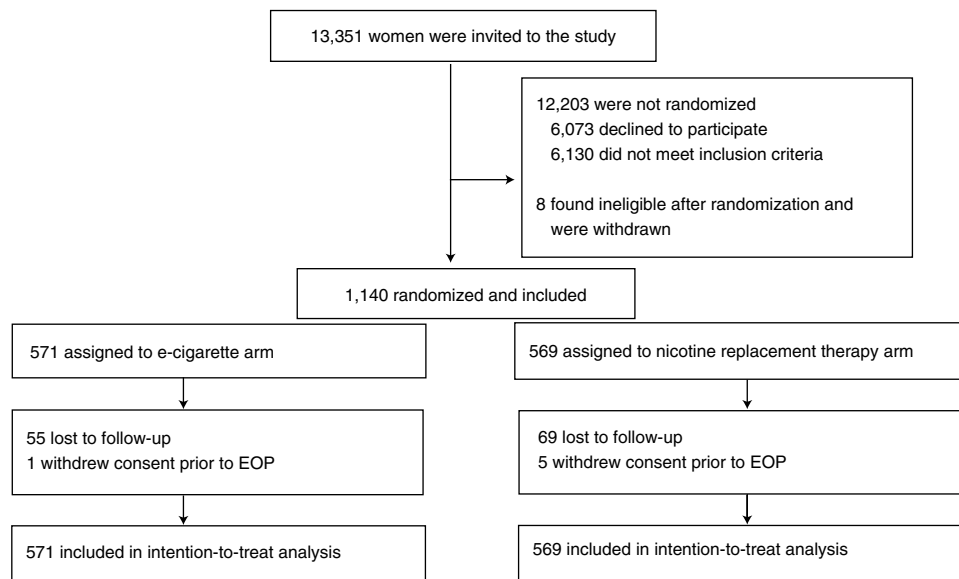 13,351 women were invited to the study
12,203 were not randomized
6,073 declined to participate
6,130 did not meet inclusion criteria
8 found ineligible after randomization and
were withdrawn
1,140 randomized and included
571 assigned to e-cigarette arm
569 assigned to nicotine replacement therapy arm
55 lost to follow-up
1 withdrew consent prior to EOP
69 lost to follow-up
5 withdrew consent prior to EOP
571 included in intention-to-treat analysis
569 included in intention-to-treat analysis